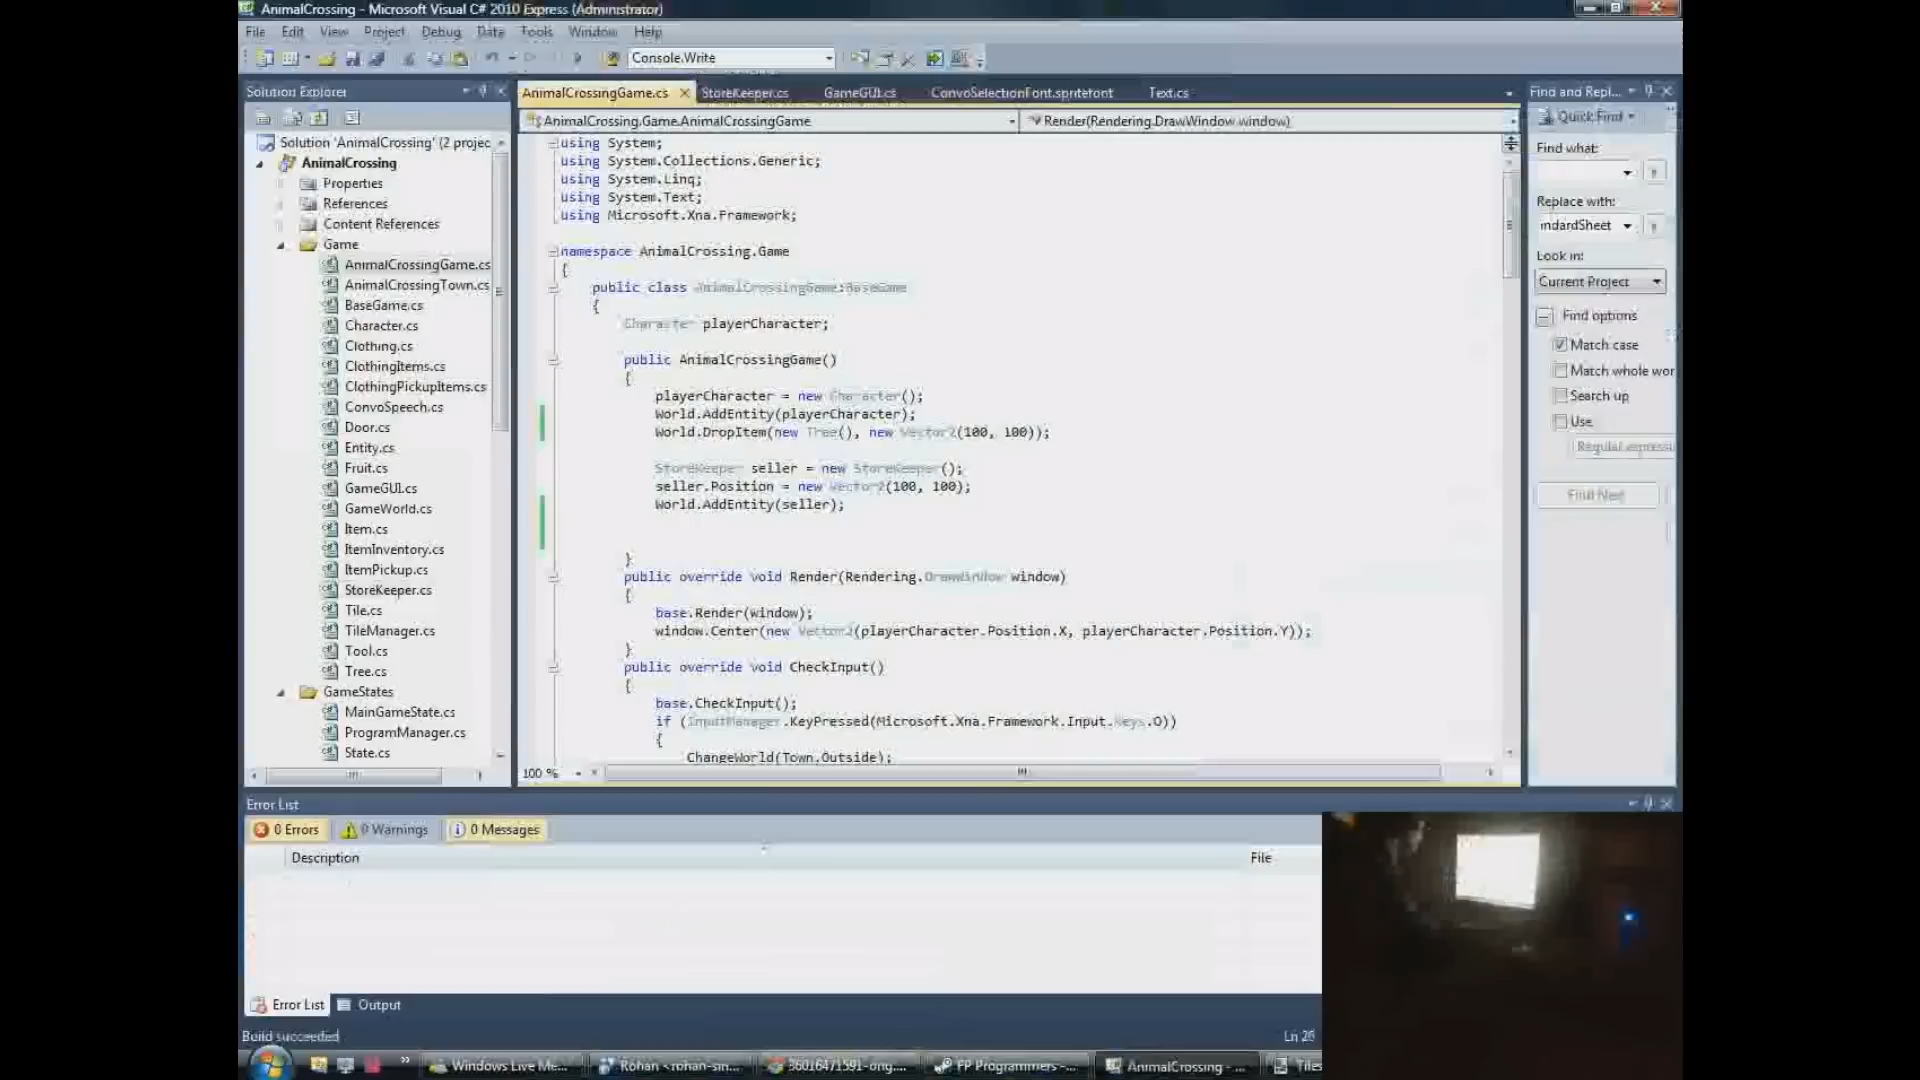 AnimalCrossing - Microsoft Visual C# 2010 Express (Administrator)
File Edit View Project Debug Data Tools Window Help
Console.Write
Solution Explorer
Solution 'AnimalCrossing' (2 projec
AnimalCrossing
Properties
References
Content References
Game
AnimalCrossingGame.cs
AnimalCrossingTown.cs
BaseGame.cs
Character.cs
Clothing.cs
ClothingItems.cs
ClothingPickupItems.cs
ConvoSpeech.cs
Door.cs
Entity.cs
Fruit.cs
GameGUI.cs
GameWorld.cs
Item.cs
ItemInventory.cs
ItemPickup.cs
StoreKeeper.cs
Tile.cs
TileManager.cs
Tool.cs
Tree.cs
GameStates
MainGameState.cs
ProgramManager.cs
State.cs
AnimalCrossingGame.cs StoreKeeper.cs GameGUI.cs ConvoSelectionFont.spritefont Text.cs
AnimalCrossing.Game.AnimalCrossingGame Render(Rendering.DrawWindow window)
using System;
using System.Collections.Generic;
using System.Linq;
using System.Text;
using Microsoft.Xna.Framework;
namespace AnimalCrossing.Game
{
public class AnimalCrossingGame:BaseGame
{
Character playerCharacter;
public AnimalCrossingGame()
{
playerCharacter = new Character();
World.AddEntity(playerCharacter);
World.DropItem(new Tree(), new Vector2(100, 100));
StoreKeeper seller = new StoreKeeper();
seller.Position = new Vector2(100, 100);
World.AddEntity(seller);
}
public override void Render(Rendering.DrawWindow window)
{
base.Render(window);
window.Center(new Vector2(playerCharacter.Position.X, playerCharacter.Position.Y));
}
public override void CheckInput()
{
base.CheckInput();
if (InputManager.KeyPressed(Microsoft.Xna.Framework.Input.Keys.O))
{
ChangeWorld(Town.Outside);
100 %
Find and Repl...
Quick Find
Find what:
Replace with:
ndardSheet
Look in:
Current Project
Find options
Match case
Match whole wor
Search up
Use
Regular expressi
Find Next
Error List
0 Errors 0 Warnings 0 Messages
Description File
Error List Output
Build succeeded Ln 26
Windows Live Me... Rohan <rohan-sin... 36016471591-ong.... FP Programmers -... AnimalCrossing - ... Tiles